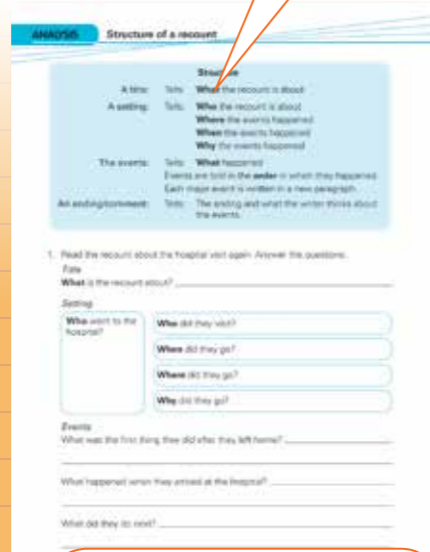 ANALYSIS Structure of a recount
Structure
A title: Tells: What the recount is about
A setting: Tells: Who the recount is about
Where the events happened
When the events happened
Why the events happened
The events: Tells: What happened
Events are told in the order in which they happened.
Each major event is written in a new paragraph.
An ending/comment: Tells: The ending and what the writer thinks about
the events.
1. Read the recount about the hospital visit again. Answer the questions.
Title
What is the recount about?
Setting
Who went to the
hospital?
Who did they visit?
When did they go?
Where did they go?
Why did they go?
Events
What was the first thing they did after they left home?
What happened when they arrived at the hospital?
What did they do next?